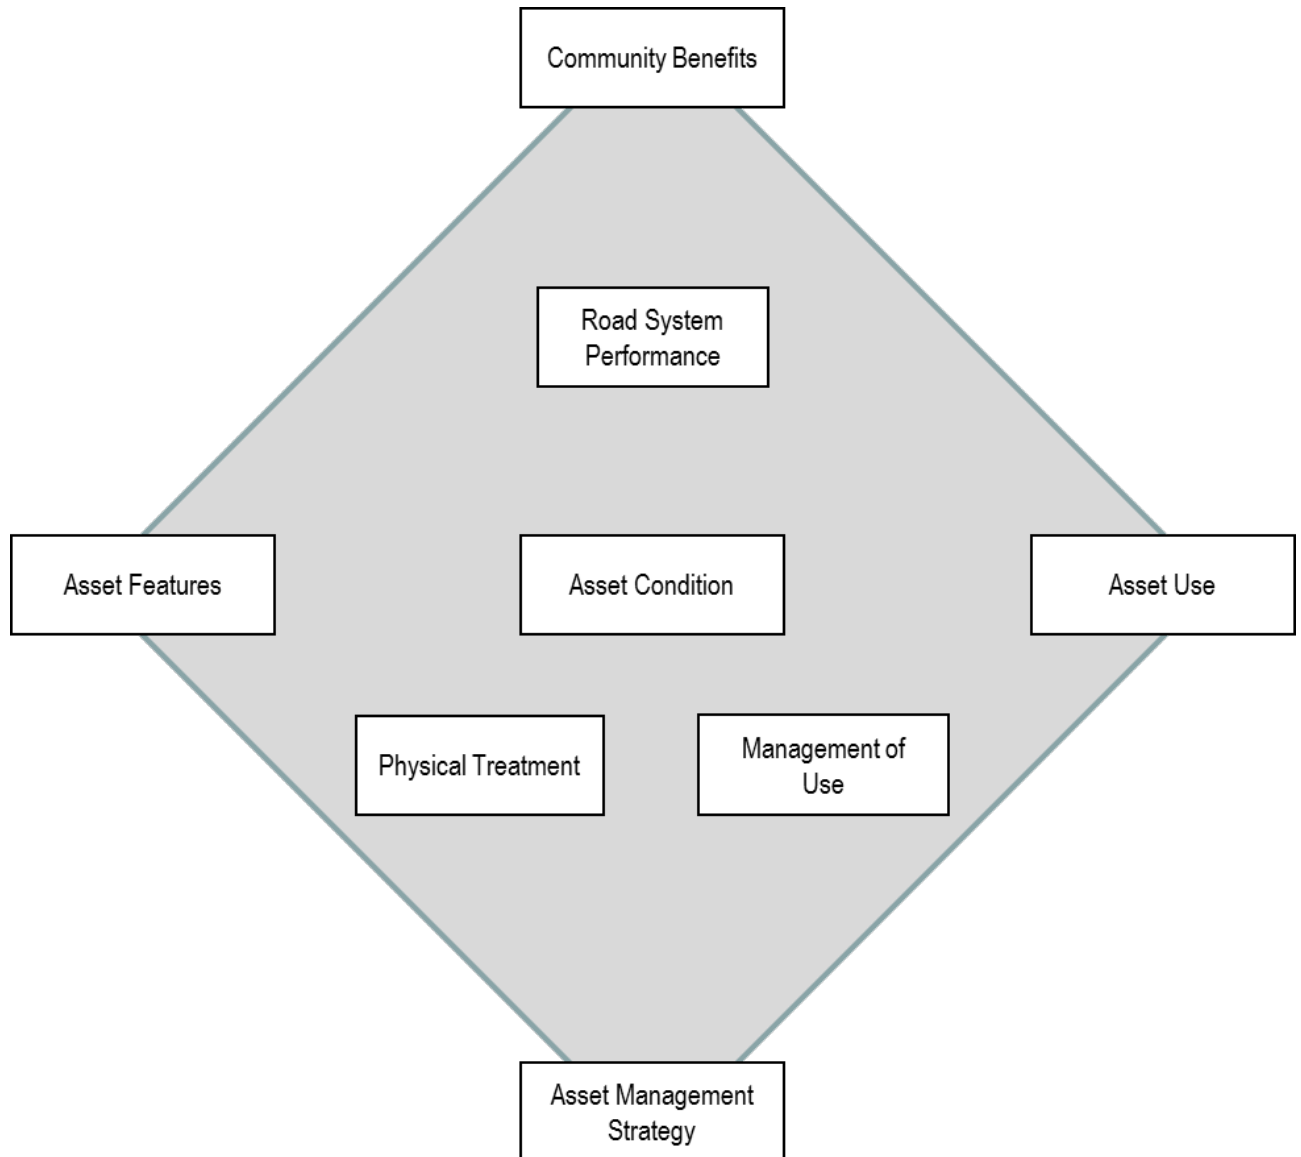 Community Benefits
Road System
Performance
Asset Features
Asset Condition
Asset Use
Physical Treatment
Management of
Use
Asset Management
Strategy